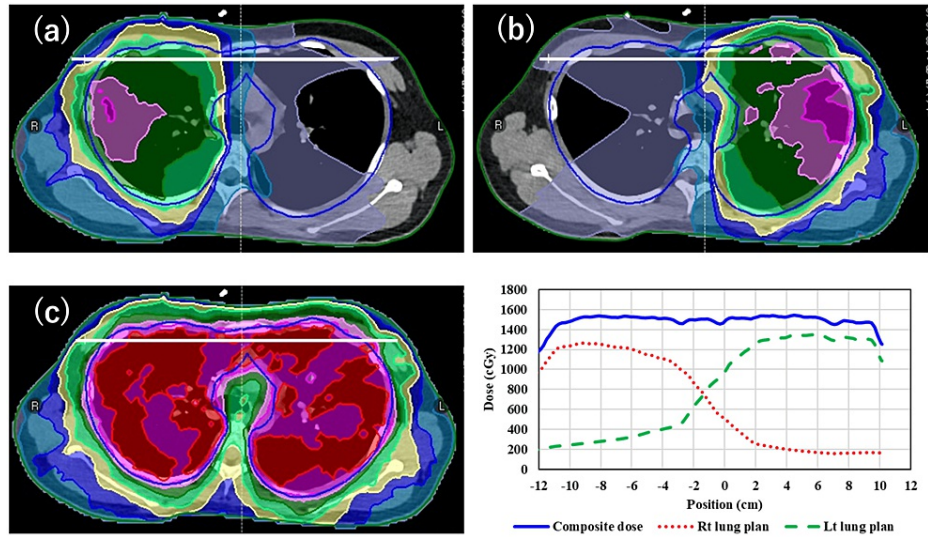 (a)
R
L
(b)
R
L
(c)
R
L
1800
1600
1400
1200
1000
800
600
400
200
0
Dose (cGy)
-12 -10 -8 -6 -4 -2 0 2 4 6 8 10 12
Position (cm)
Composite dose Rt lung plan Lt lung plan